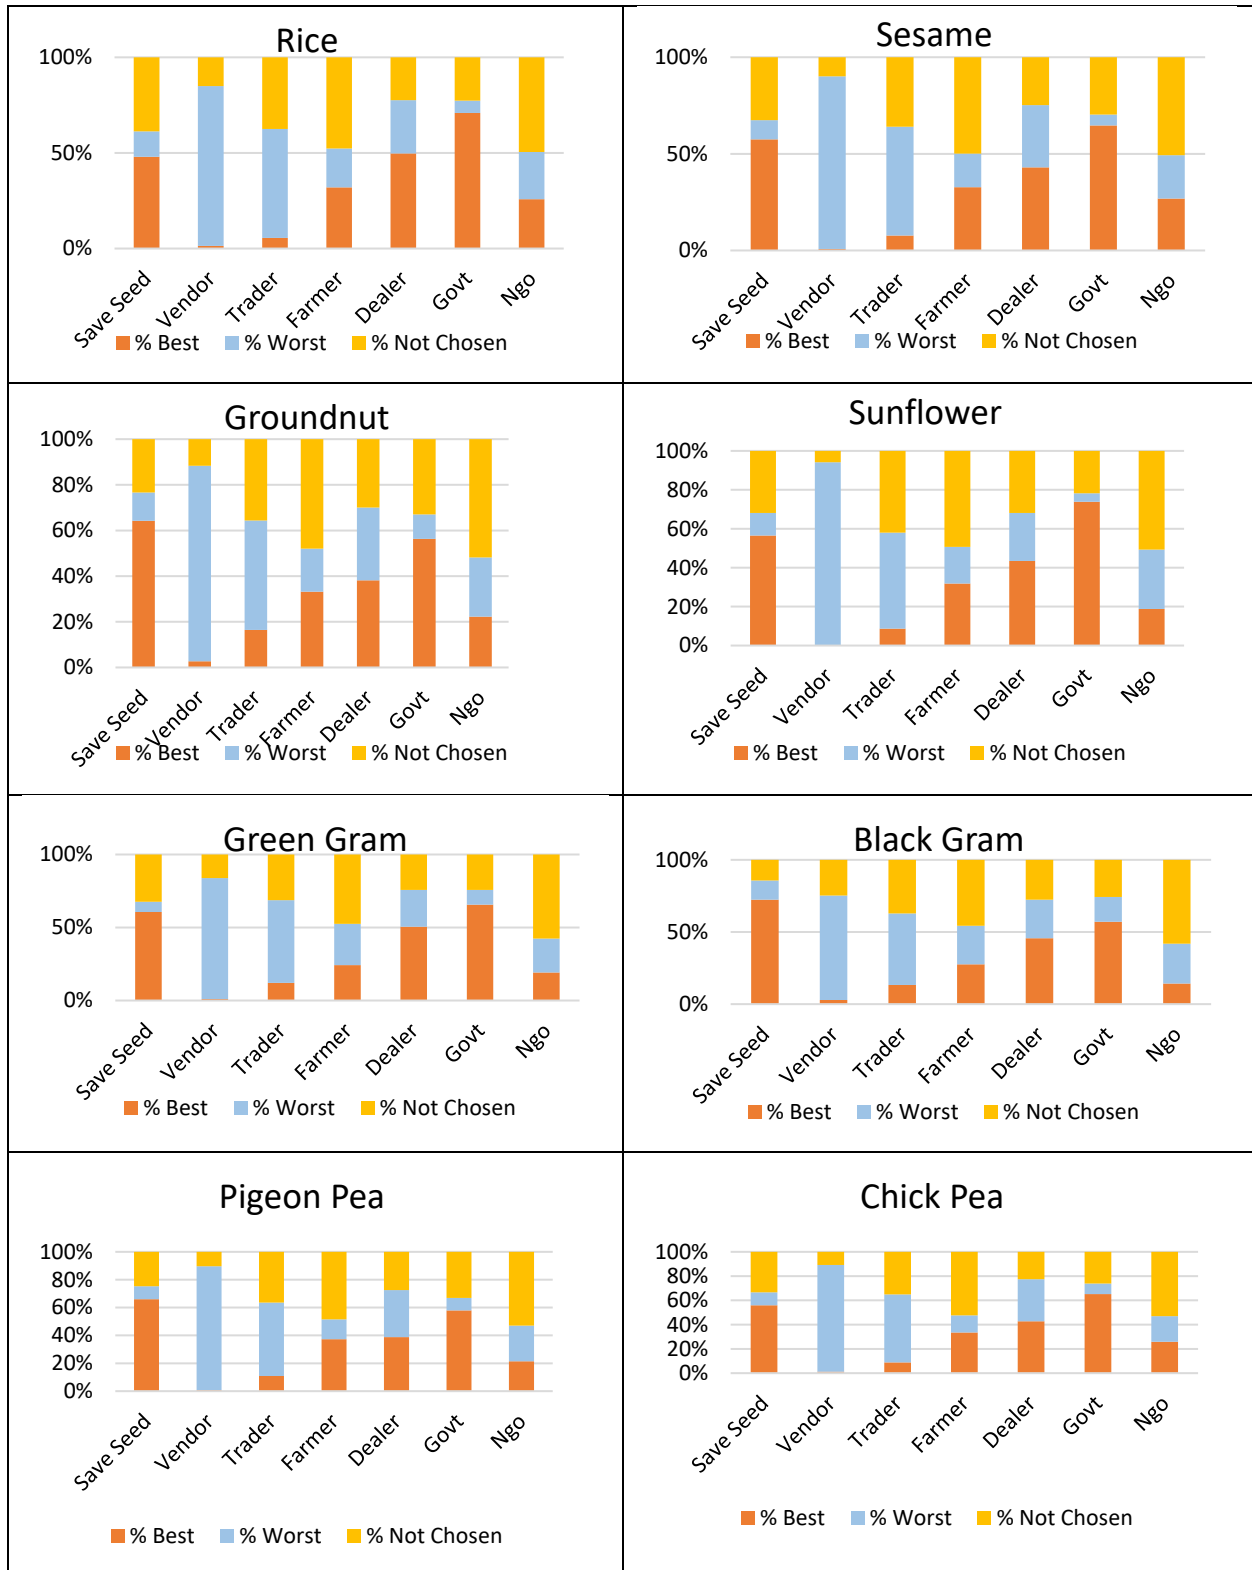 Rice
100%
50%
0%
Save Seed Vendor Trader Farmer Dealer Govt Ngo
% Best % Worst % Not Chosen
Sesame
100%
50%
0%
Save Seed Vendor Trader Farmer Dealer Govt Ngo
% Best % Worst % Not Chosen
Groundnut
100%
80%
60%
40%
20%
0%
Save Seed Vendor Trader Farmer Dealer Govt Ngo
% Best % Worst % Not Chosen
Sunflower
100%
80%
60%
40%
20%
0%
Save Seed Vendor Trader Farmer Dealer Govt Ngo
% Best % Worst % Not Chosen
Green Gram
100%
50%
0%
Save Seed Vendor Trader Farmer Dealer Govt Ngo
% Best % Worst % Not Chosen
Black Gram
100%
50%
0%
Save Seed Vendor Trader Farmer Dealer Govt Ngo
% Best % Worst % Not Chosen
Pigeon Pea
100%
80%
60%
40%
20%
0%
Save Seed Vendor Trader Farmer Dealer Govt Ngo
% Best % Worst % Not Chosen
Chick Pea
100%
80%
60%
40%
20%
0%
Save Seed Vendor Trader Farmer Dealer Govt Ngo
% Best % Worst % Not Chosen